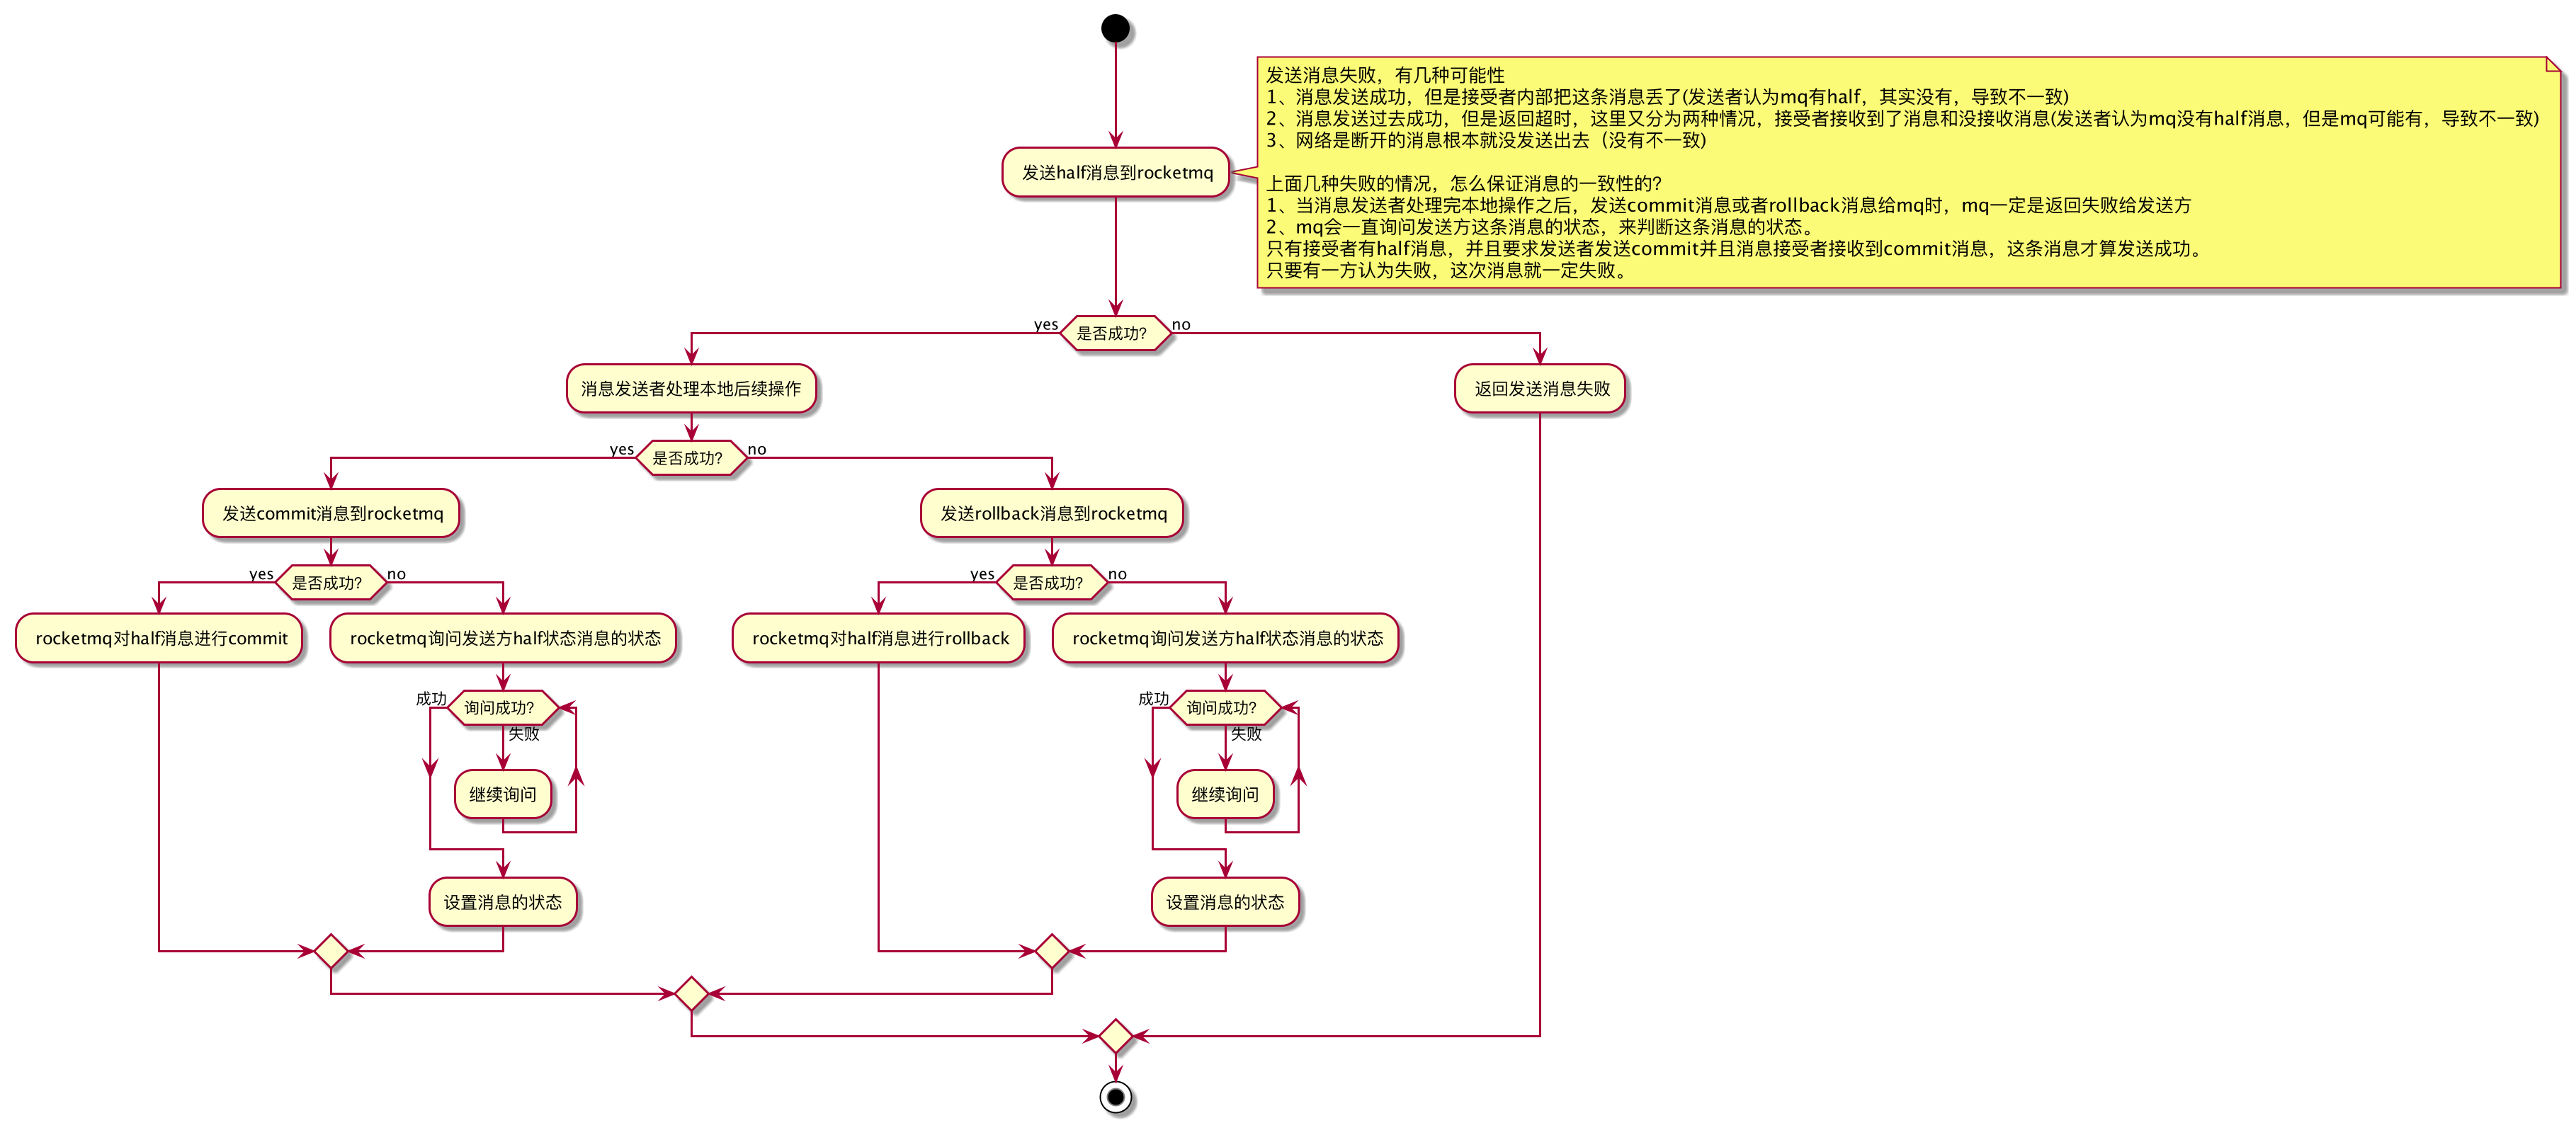 发送消息失败，有几种可能性
1、消息发送成功，但是接受者内部把这条消息丢了(发送者认为mq有half，其实没有，导致不一致)
2、消息发送过去成功，但是返回超时，这里又分为两种情况，接受者接收到了消息和没接收消息(发送者认为mq没有half消息，但是mq可能有，导致不一致)
3、网络是断开的消息根本就没发送出去（没有不一致)
上面几种失败的情况，怎么保证消息的一致性的？
1、当消息发送者处理完本地操作之后，发送commit消息或者rollback消息给mq时，mq一定是返回失败给发送方
2、mq会一直询问发送方这条消息的状态，来判断这条消息的状态。
只有接受者有half消息，并且要求发送者发送commit并且消息接受者接收到commit消息，这条消息才算发送成功。
只要有一方认为失败，这次消息就一定失败。
发送half消息到rocketmq
yes
是否成功？
no
消息发送者处理本地后续操作
返回发送消息失败
yes
是否成功？
no
发送commit消息到rocketmq
发送rollback消息到rocketmq
yes
是否成功？
no
yes
是否成功？
no
rocketmq对half消息进行commit
rocketmq询问发送方half状态消息的状态
rocketmq对half消息进行rollback
rocketmq询问发送方half状态消息的状态
成功
询问成功？
失败
成功
询问成功？
失败
继续询问
继续询问
设置消息的状态
设置消息的状态